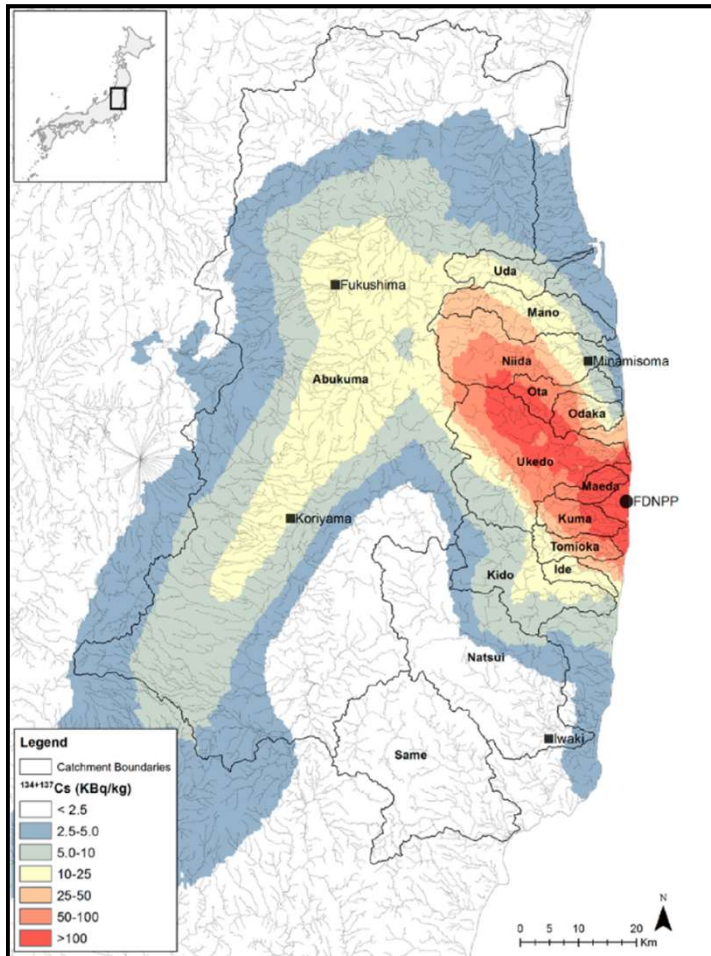 Uda
Fukushima
Mano
Niida
Minamisoma
Abukuma
Ota
Odaka
Ukedo
Maeda
FDNPP
Koriyama
Kuma
Tomioka
Ide
Kido
Natsui
Iwaki
Same
Legend
Catchment Boundaries
¹³⁴⁺¹³⁷Cs (KBq/kg)
< 2.5
2.5-5.0
5.0-10
10-25
25-50
50-100
>100
N
0 5 10 20
Km